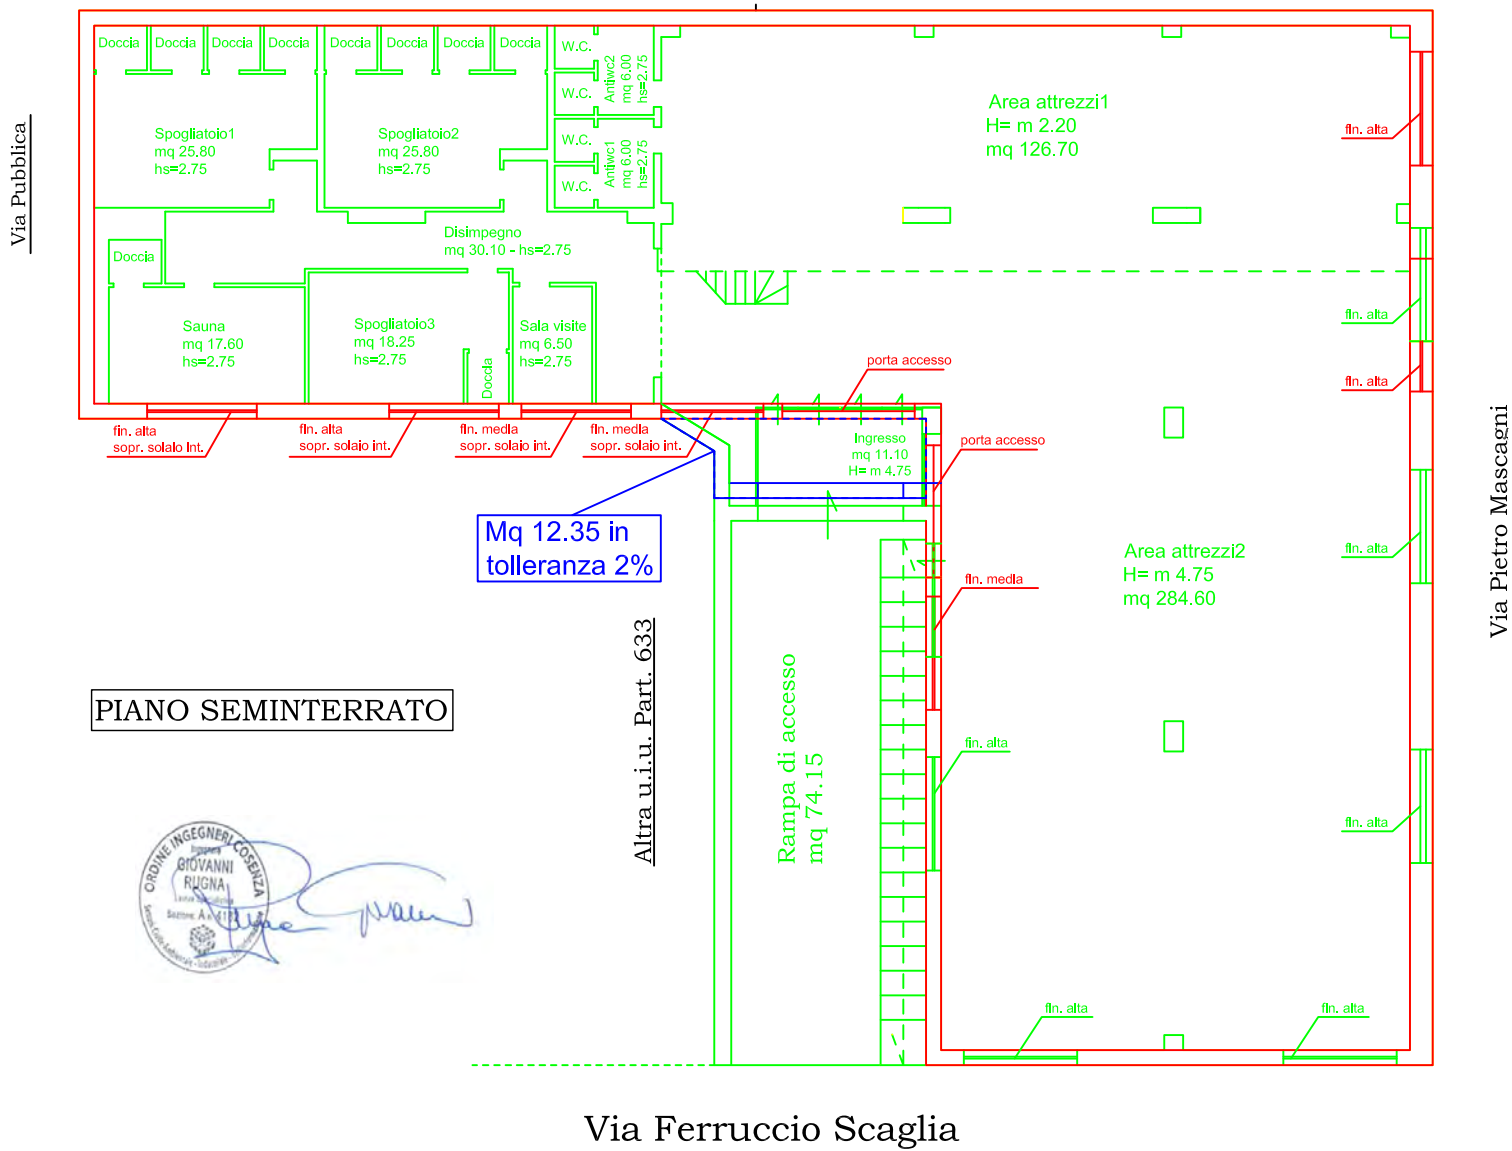 Doccia
Doccia
Doccia
Doccia
Doccia
Doccia
Doccia
Doccia
W.C.
W.C.
W.C.
W.C.
Antiwc2
mq 6.00
hs=2.75
Antiwc1
mq 6.00
hs=2.75
Area attrezzi1
H= m 2.20
mq 126.70
fin. alta
Spogliatoio1
mq 25.80
hs=2.75
Spogliatoio2
mq 25.80
hs=2.75
Via Pubblica
Disimpegno
mq 30.10 - hs=2.75
Doccia
Sauna
mq 17.60
hs=2.75
Spogliatoio3
mq 18.25
hs=2.75
Doccia
Sala visite
mq 6.50
hs=2.75
fin. alta
fin. alta
porta accesso
fin. alta
sopr. solaio int.
fin. alta
sopr. solaio int.
fin. media
sopr. solaio int.
fin. media
sopr. solaio int.
Ingresso
mq 11.10
H= m 4.75
porta accesso
Via Pietro Mascagni
Mq 12.35 in
tolleranza 2%
fin. alta
Area attrezzi2
H= m 4.75
mq 284.60
fin. media
Altra u.i.u. Part. 633
PIANO SEMINTERRATO
Rampa di accesso
mq 74.15
fin. alta
fin. alta
ORDINE INGEGNERI COSENZA
GIOVANNI
RUGNA
fin. alta
fin. alta
Via Ferruccio Scaglia